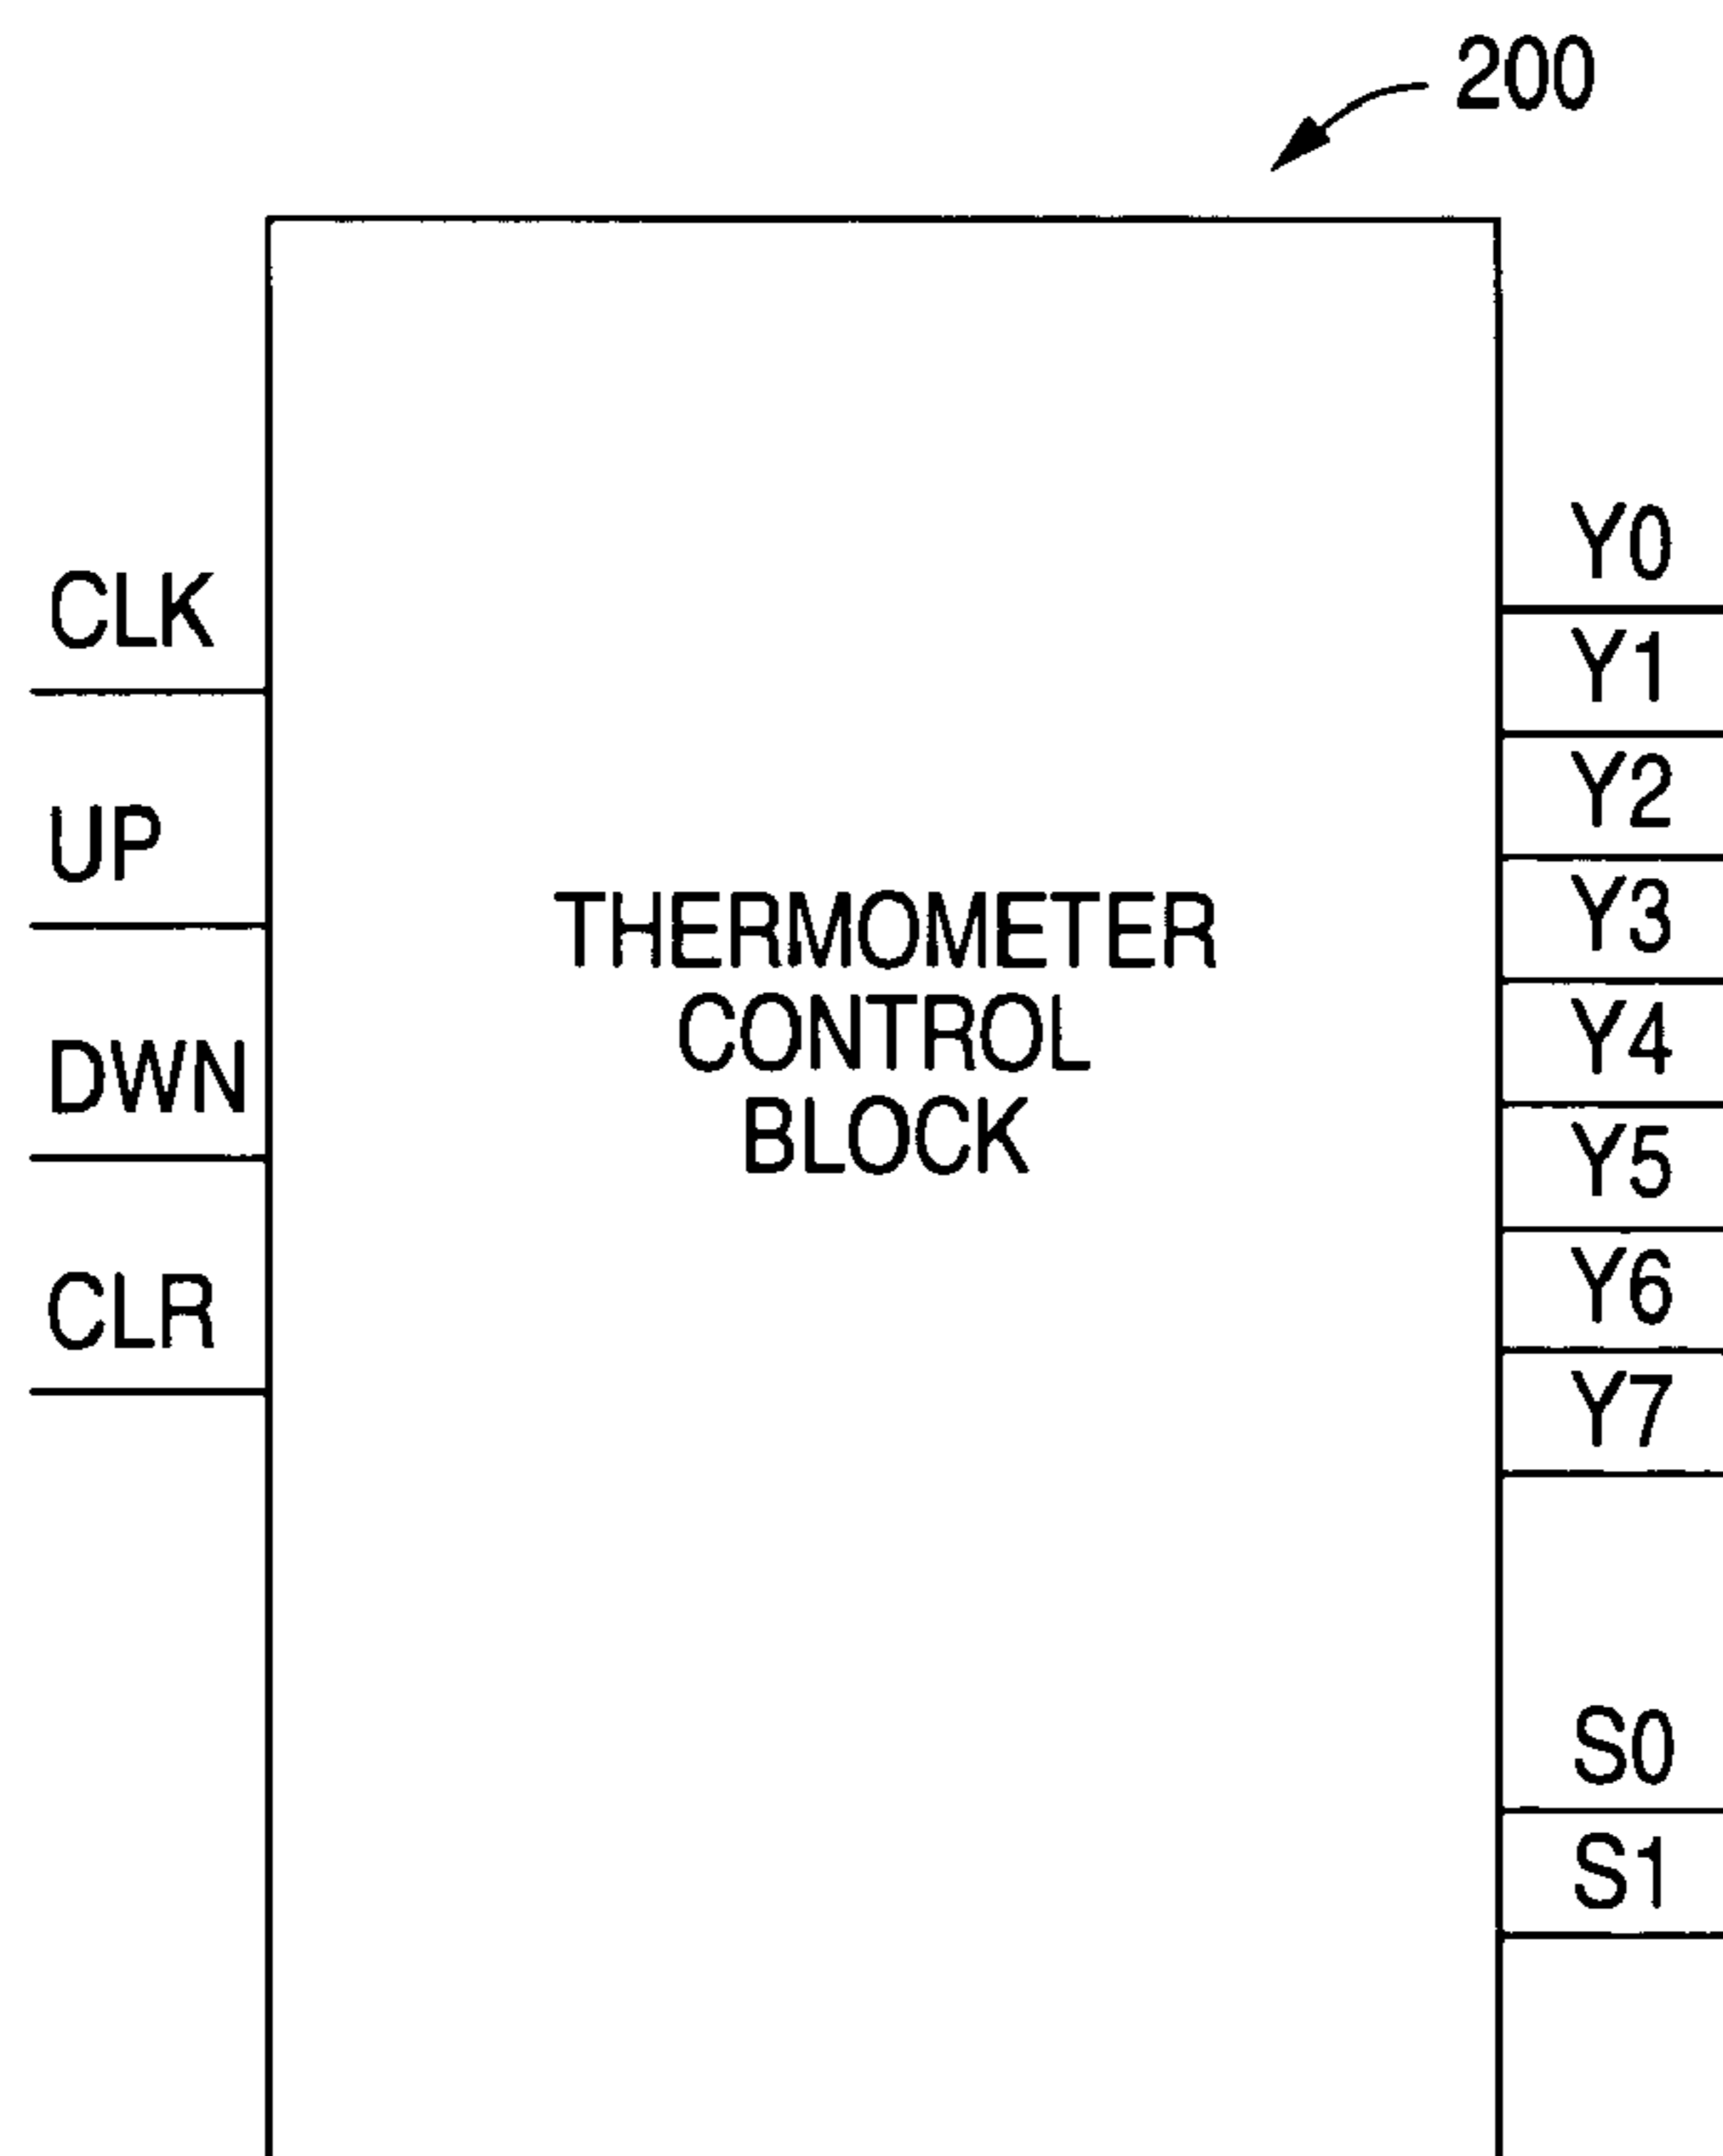 200
CLK
UP
DWN
CLR
THERMOMETER
CONTROL
BLOCK
Y0
Y1
Y2
Y3
Y4
Y5
Y6
Y7
S0
S1